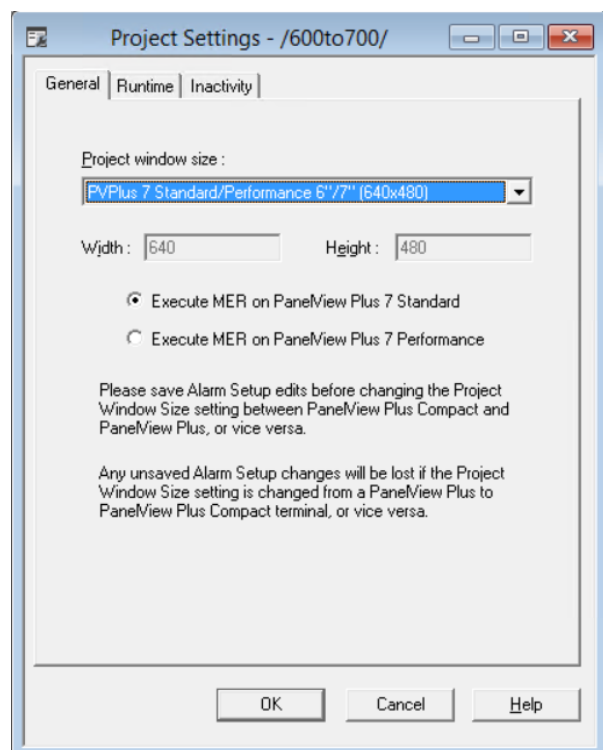 Project Settings - /600to700/
General Runtime Inactivity
Project window size :
PVPlus 7 Standard/Performance 6"/7" (640x480)
Width : 640 Height : 480
Execute MER on PanelView Plus 7 Standard
Execute MER on PanelView Plus 7 Performance
Please save Alarm Setup edits before changing the Project
Window Size setting between PanelView Plus Compact and
PanelView Plus, or vice versa.
Any unsaved Alarm Setup changes will be lost if the Project
Window Size setting is changed from a PanelView Plus to
PanelView Plus Compact terminal, or vice versa.
OK Cancel Help